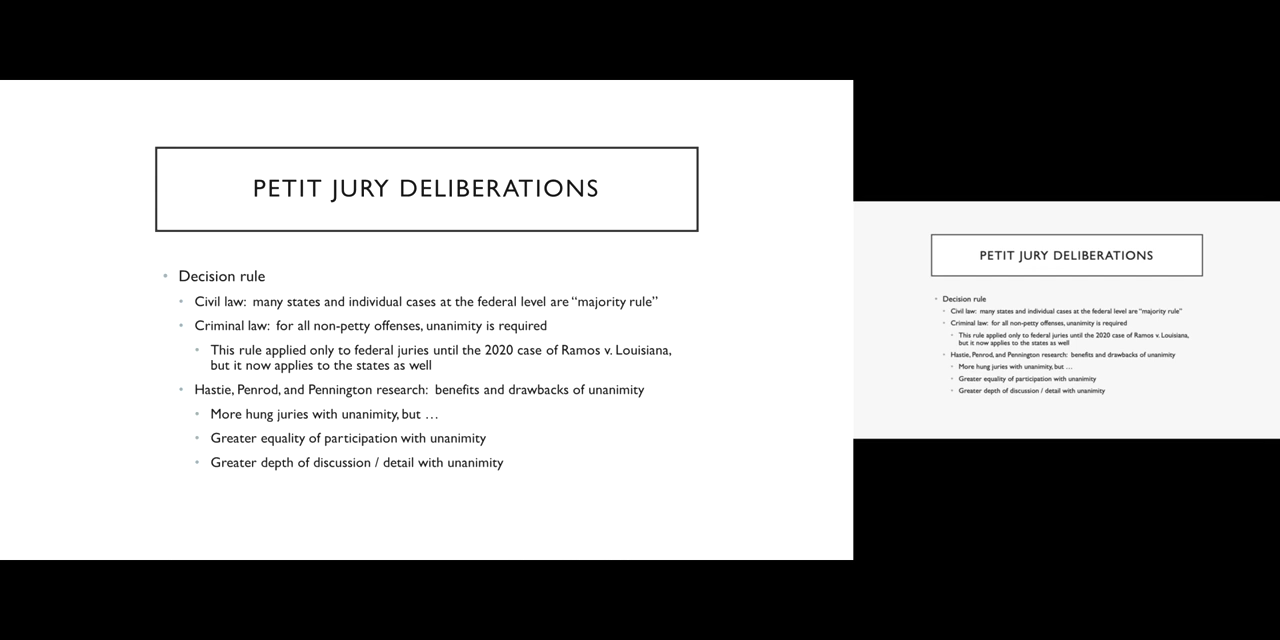 PETIT JURY DELIBERATIONS
• Decision rule
• Civil law: many states and individual cases at the federal level are “majority rule”
• Criminal law: for all non-petty offenses, unanimity is required
• This rule applied only to federal juries until the 2020 case of Ramos v. Louisiana,
but it now applies to the states as well
• Hastie, Penrod, and Pennington research: benefits and drawbacks of unanimity
• More hung juries with unanimity, but …
• Greater equality of participation with unanimity
• Greater depth of discussion / detail with unanimity
PETIT JURY DELIBERATIONS
• Decision rule
• Civil law: many states and individual cases at the federal level are “majority rule”
• Criminal law: for all non-petty offenses, unanimity is required
• This rule applied only to federal juries until the 2020 case of Ramos v. Louisiana,
but it now applies to the states as well
• Hastie, Penrod, and Pennington research: benefits and drawbacks of unanimity
• More hung juries with unanimity, but …
• Greater equality of participation with unanimity
• Greater depth of discussion / detail with unanimity